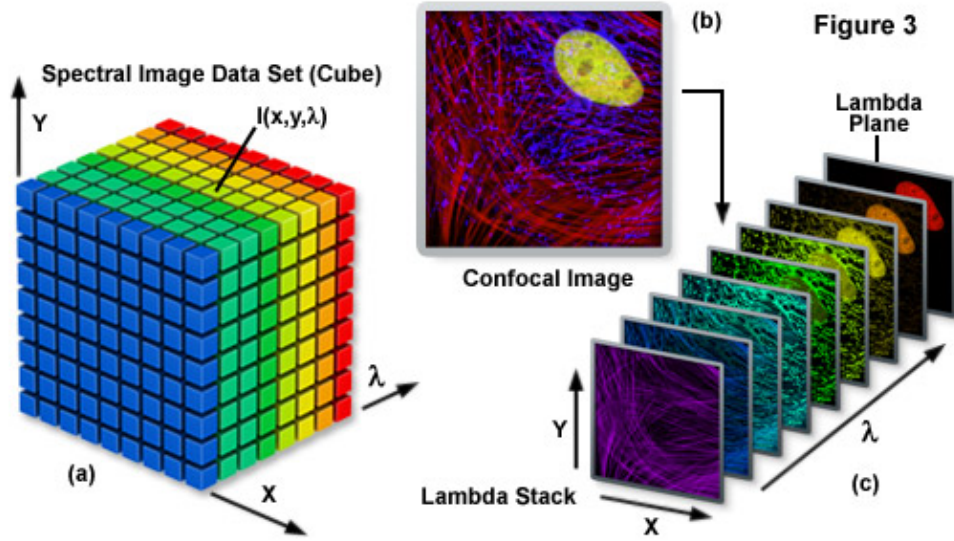 Figure 3
Spectral Image Data Set (Cube)
I(x,y,λ)
Y
λ
X
(a)
(b)
Confocal Image
Lambda
Plane
Y
X
λ
Lambda Stack
(c)